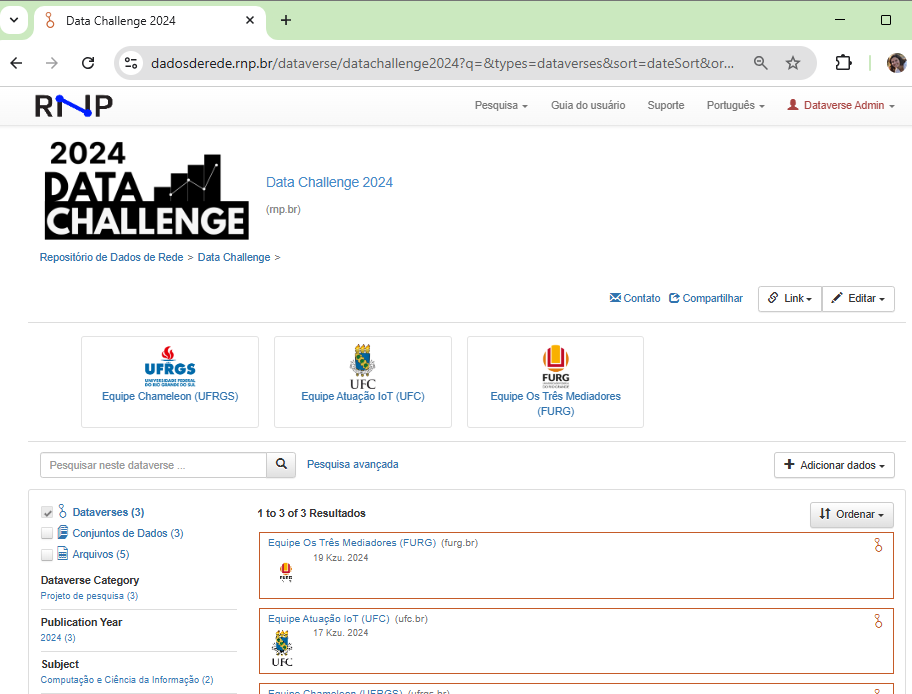 Data Challenge 2024
dadosderede.rnp.br/dataverse/datachallenge2024?q=&types=dataverses&sort=dateSort&or...
RNP
Pesquisa
Guia do usuário
Suporte
Português
Dataverse Admin
2024
DATA
CHALLENGE
Data Challenge 2024
(rnp.br)
Repositório de Dados de Rede > Data Challenge >
Contato
Compartilhar
Link
Editar
UFRGS
UNIVERSIDADE FEDERAL
DO RIO GRANDE DO SUL
Equipe Chameleon (UFRGS)
UFC
Equipe Atuação IoT (UFC)
FURG
Equipe Os Três Mediadores
(FURG)
Pesquisar neste dataverse ...
Pesquisa avançada
Adicionar dados
Dataverses (3)
Conjuntos de Dados (3)
Arquivos (5)
Dataverse Category
Projeto de pesquisa (3)
Publication Year
2024 (3)
Subject
Computação e Ciência da Informação (2)
1 to 3 of 3 Resultados
Ordenar
Equipe Os Três Mediadores (FURG) (furg.br)
19 Kzu. 2024
FURG
Equipe Atuação IoT (UFC) (ufc.br)
17 Kzu. 2024
UFC
Equipe Chameleon (UFRGS) (ufrgs.br)